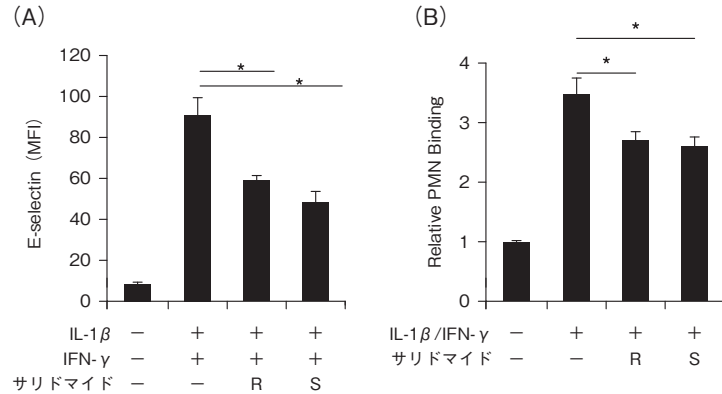 (A)
120
100
80
60
40
20
0
E-selectin (MFI)
*
*
IL-1β － ＋ ＋ ＋
IFN-γ － ＋ ＋ ＋
サリドマイド － － R S
(B)
4
3
2
1
0
Relative PMN Binding
*
*
IL-1β/IFN-γ － ＋ ＋ ＋
サリドマイド － － R S